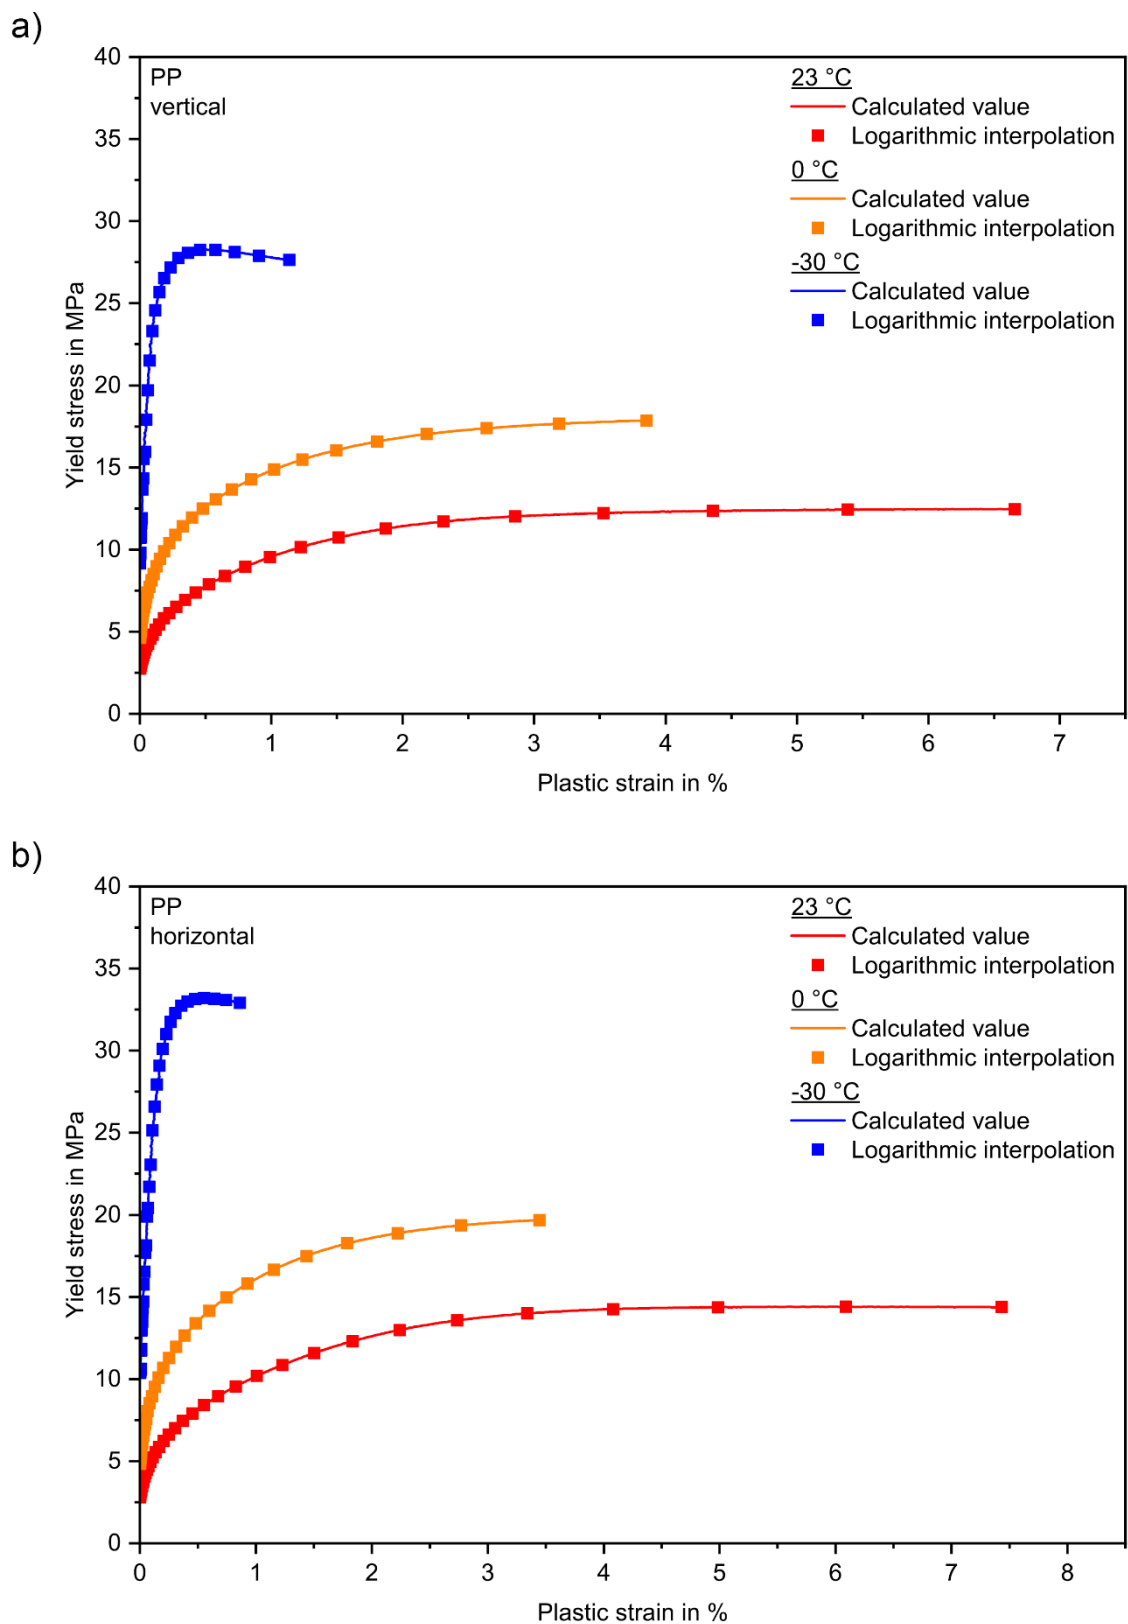 a)
40
35
30
25
20
15
10
5
0
Yield stress in MPa
PP
vertical
23 °C
Calculated value
Logarithmic interpolation
0 °C
Calculated value
Logarithmic interpolation
-30 °C
Calculated value
Logarithmic interpolation
0 1 2 3 4 5 6 7
Plastic strain in %
b)
40
35
30
25
20
15
10
5
0
Yield stress in MPa
PP
horizontal
23 °C
Calculated value
Logarithmic interpolation
0 °C
Calculated value
Logarithmic interpolation
-30 °C
Calculated value
Logarithmic interpolation
0 1 2 3 4 5 6 7 8
Plastic strain in %